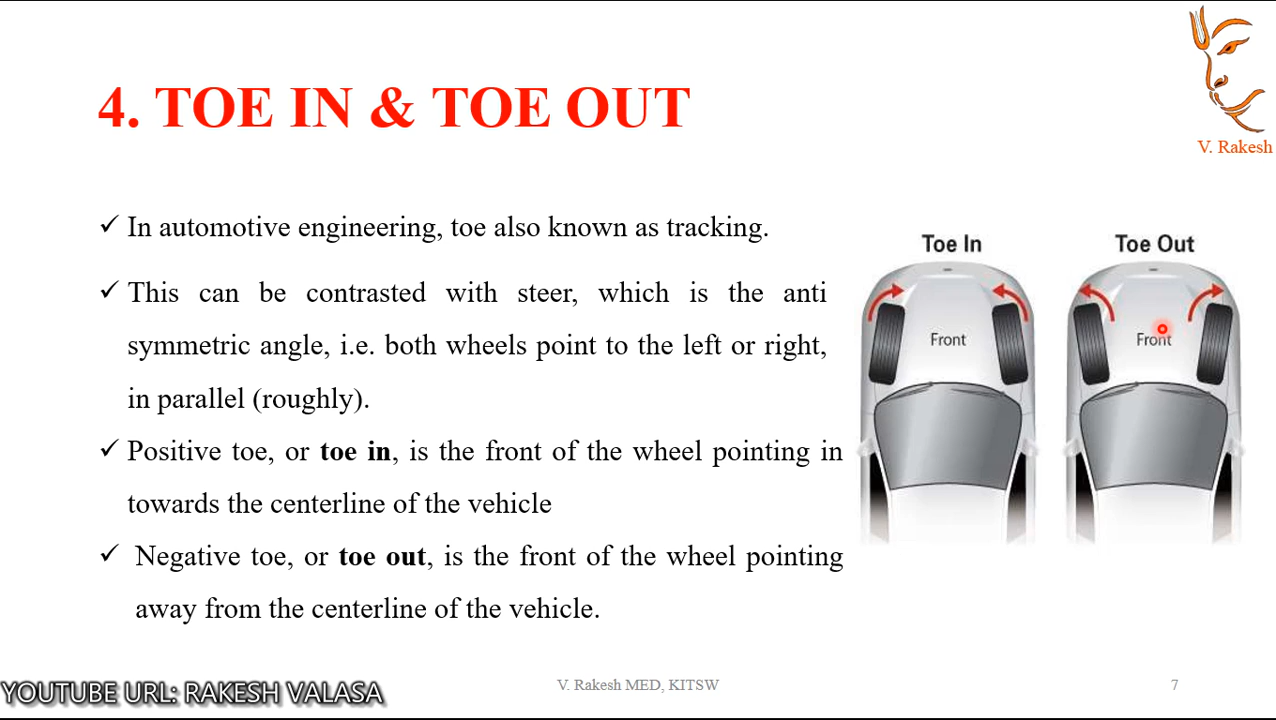 V. Rakesh
4. TOE IN & TOE OUT
✓ In automotive engineering, toe also known as tracking.
✓ This can be contrasted with steer, which is the anti
symmetric angle, i.e. both wheels point to the left or right,
in parallel (roughly).
✓ Positive toe, or toe in, is the front of the wheel pointing in
towards the centerline of the vehicle
✓ Negative toe, or toe out, is the front of the wheel pointing
away from the centerline of the vehicle.
Toe In
Toe Out
Front
Front
YOUTUBE URL: RAKESH VALASA
V. Rakesh MED, KITSW
7